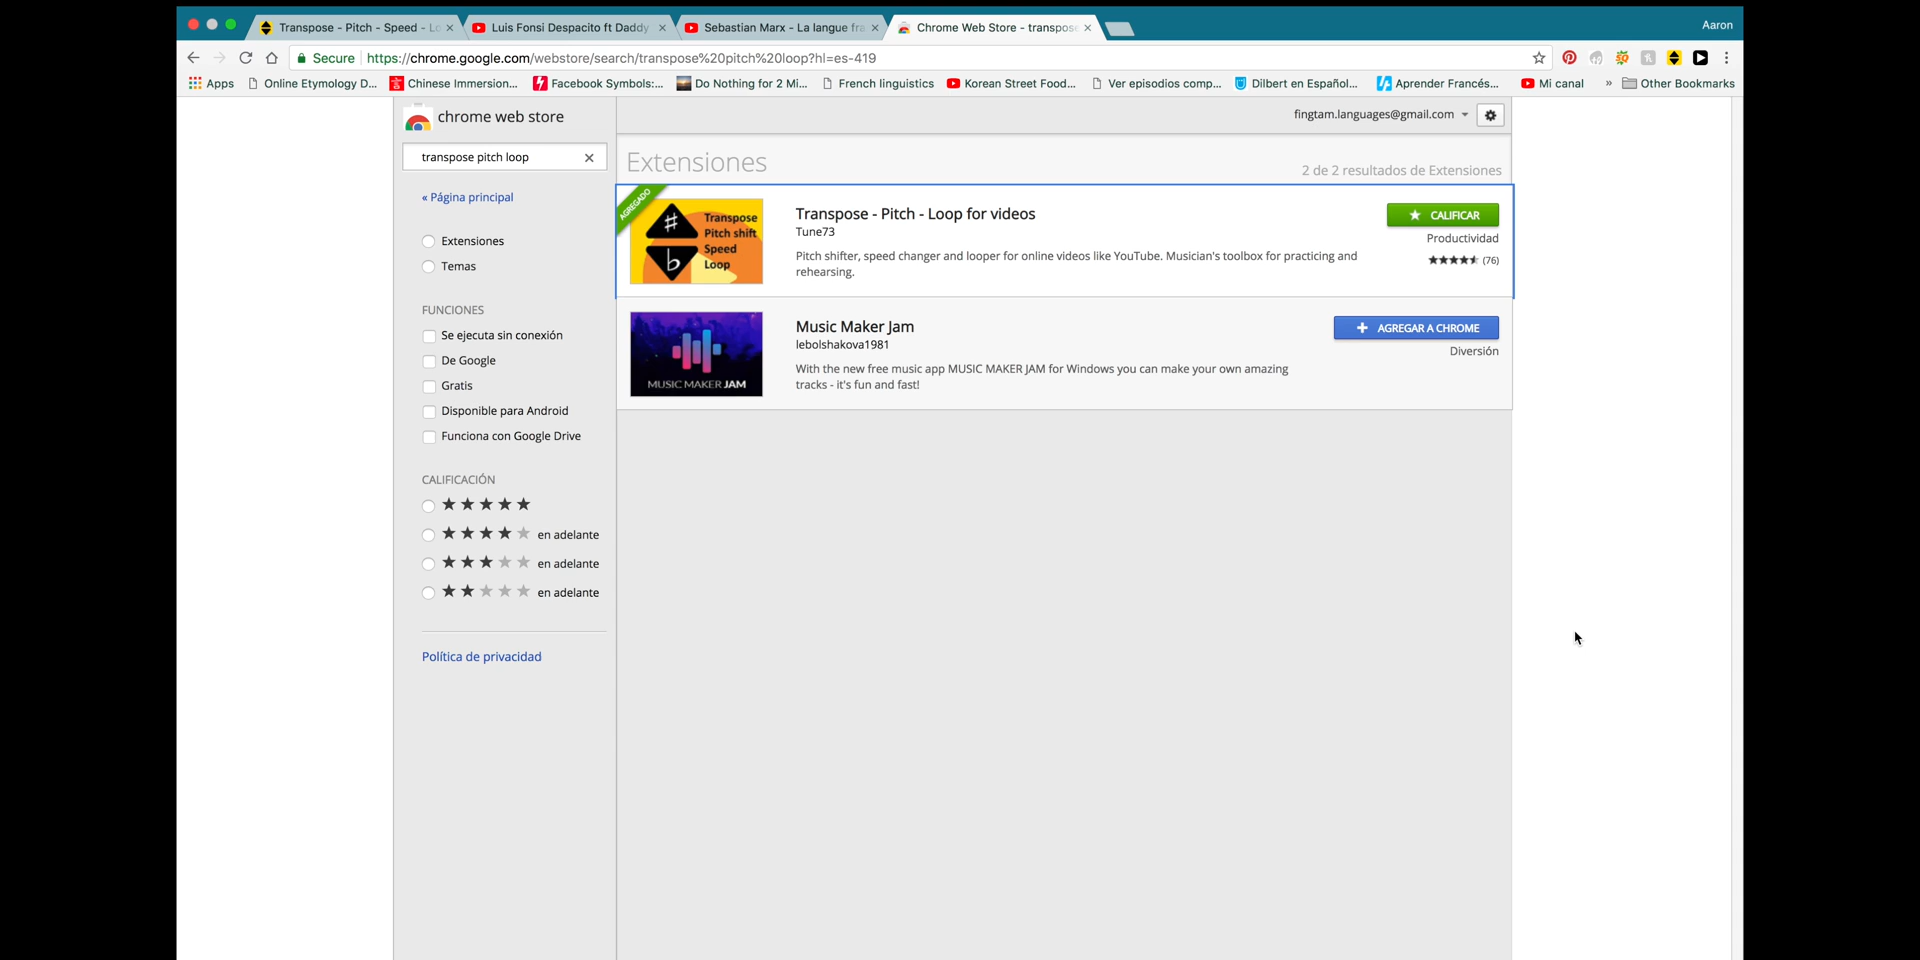 Transpose - Pitch - Speed - Lo
Luis Fonsi Despacito ft Daddy
Sebastian Marx - La langue fra
Chrome Web Store - transpose
Aaron
Secure https://chrome.google.com/webstore/search/transpose%20pitch%20loop?hl=es-419
Apps Online Etymology D... Chinese Immersion... Facebook Symbols:... Do Nothing for 2 Mi... French linguistics Korean Street Food... Ver episodios comp... Dilbert en Español... Aprender Francés... Mi canal » Other Bookmarks
chrome web store
fingtam.languages@gmail.com
transpose pitch loop
« Página principal
Extensiones
Temas
FUNCIONES
Se ejecuta sin conexión
De Google
Gratis
Disponible para Android
Funciona con Google Drive
CALIFICACIÓN
en adelante
en adelante
en adelante
Política de privacidad
Extensiones
2 de 2 resultados de Extensiones
AGREGADO
Transpose
Pitch shift
Speed
Loop
Transpose - Pitch - Loop for videos
Tune73
Pitch shifter, speed changer and looper for online videos like YouTube. Musician's toolbox for practicing and
rehearsing.
CALIFICAR
Productividad
(76)
MUSIC MAKER JAM
Music Maker Jam
lebolshakova1981
With the new free music app MUSIC MAKER JAM for Windows you can make your own amazing
tracks - it's fun and fast!
AGREGAR A CHROME
Diversión